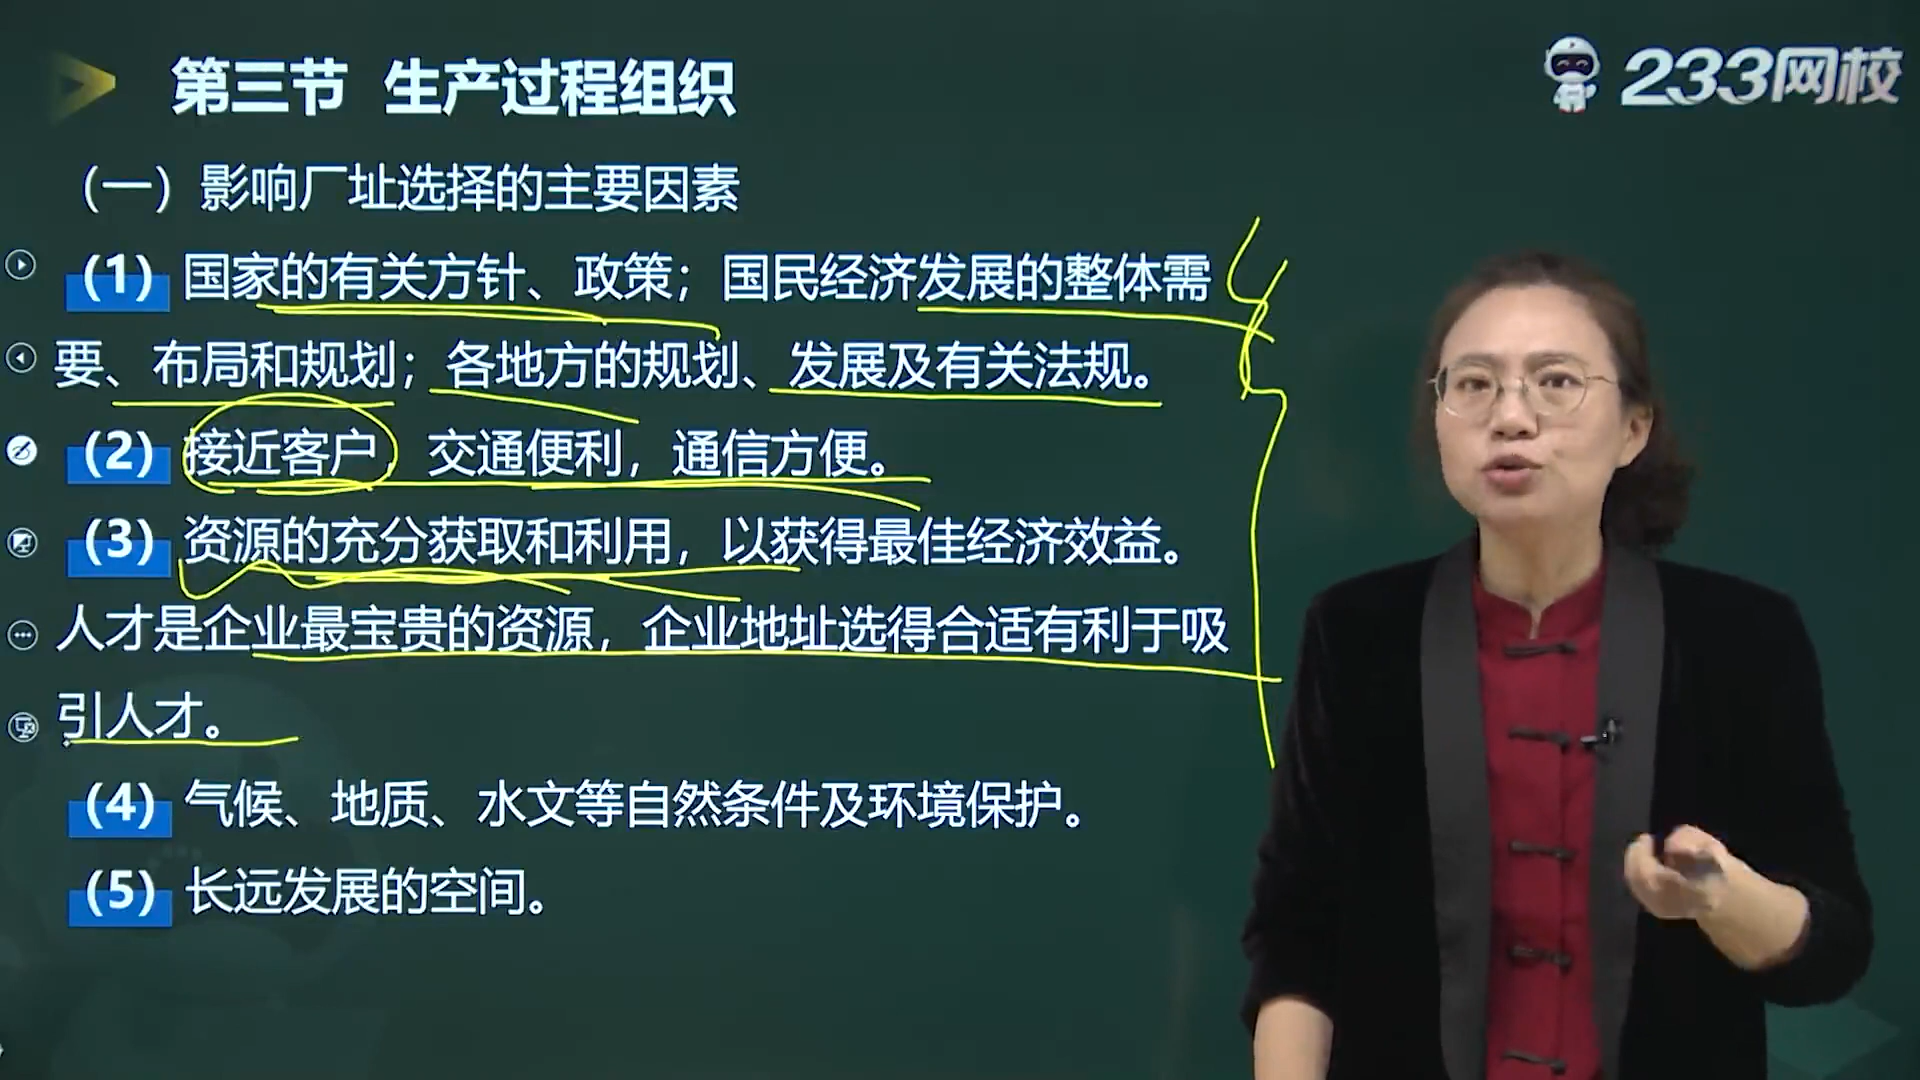 第三节 生产过程组织
233网校
（一）影响厂址选择的主要因素
（1）国家的有关方针、政策；国民经济发展的整体需
要、布局和规划；各地方的规划、发展及有关法规。
（2）接近客户，交通便利，通信方便。
（3）资源的充分获取和利用，以获得最佳经济效益。
人才是企业最宝贵的资源，企业地址选得合适有利于吸
引人才。
（4）气候、地质、水文等自然条件及环境保护。
（5）长远发展的空间。